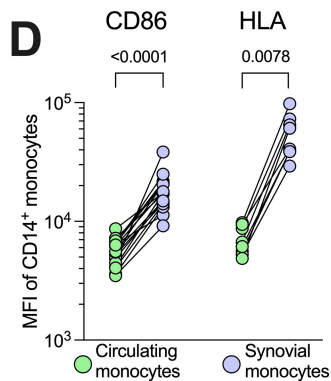 D
CD86 HLA
<0.0001 0.0078
MFI of CD14⁺ monocytes
10⁵
10⁴
10³
Circulating monocytes
Synovial monocytes